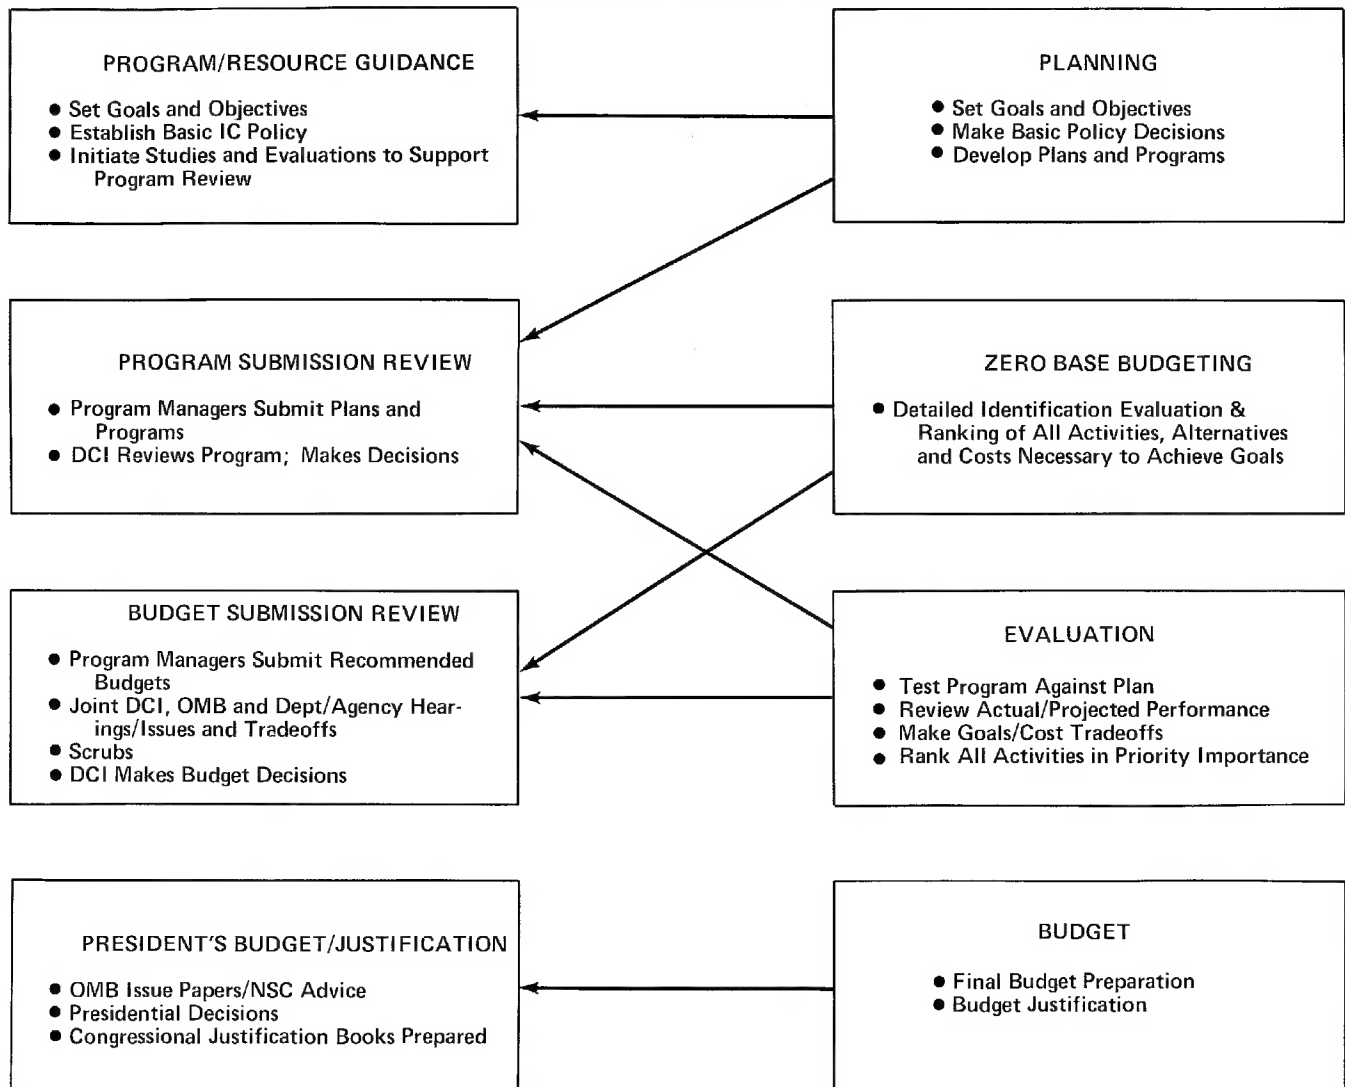 PROGRAM/RESOURCE GUIDANCE
● Set Goals and Objectives
● Establish Basic IC Policy
● Initiate Studies and Evaluations to Support
Program Review
PLANNING
● Set Goals and Objectives
● Make Basic Policy Decisions
● Develop Plans and Programs
PROGRAM SUBMISSION REVIEW
● Program Managers Submit Plans and
Programs
● DCI Reviews Program; Makes Decisions
ZERO BASE BUDGETING
● Detailed Identification Evaluation &
Ranking of All Activities, Alternatives
and Costs Necessary to Achieve Goals
BUDGET SUBMISSION REVIEW
● Program Managers Submit Recommended
Budgets
● Joint DCI, OMB and Dept/Agency Hear-
ings/Issues and Tradeoffs
● Scrubs
● DCI Makes Budget Decisions
EVALUATION
● Test Program Against Plan
● Review Actual/Projected Performance
● Make Goals/Cost Tradeoffs
● Rank All Activities in Priority Importance
PRESIDENT'S BUDGET/JUSTIFICATION
● OMB Issue Papers/NSC Advice
● Presidential Decisions
● Congressional Justification Books Prepared
BUDGET
● Final Budget Preparation
● Budget Justification